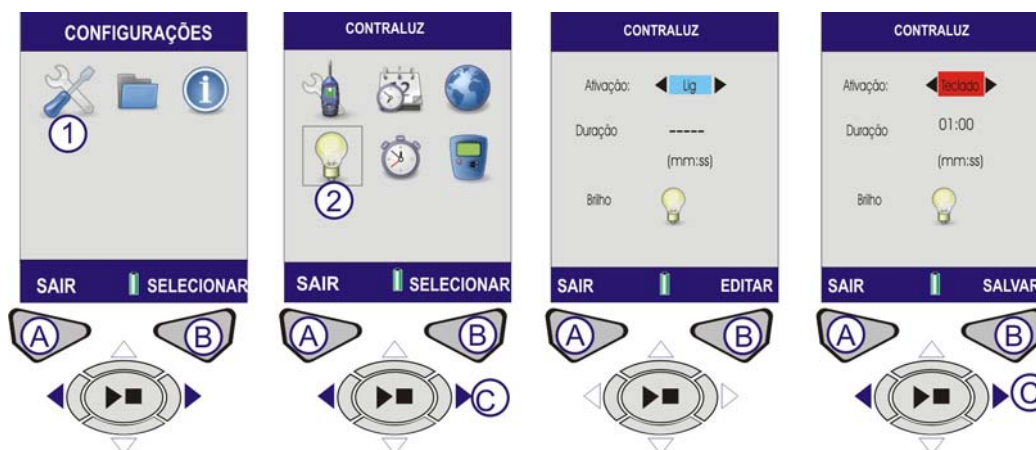 CONFIGURAÇÕES
1
SAIR SELECIONAR
A B
CONTRALUZ
2
SAIR SELECIONAR
A B
C
CONTRALUZ
Ativação: Lig
Duração -----
(mm:ss)
Brilho
SAIR EDITAR
A B
CONTRALUZ
Ativação: Teclado
Duração 01:00
(mm:ss)
Brilho
SAIR SALVAR
A B
C